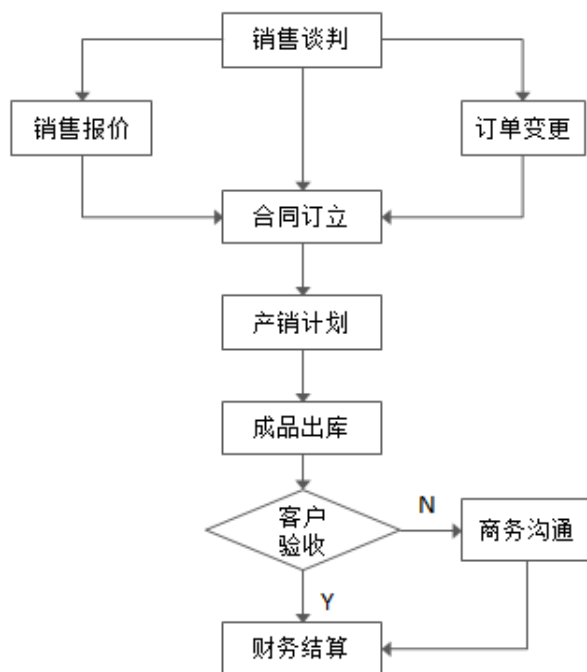 销售谈判
销售报价
订单变更
合同订立
产销计划
成品出库
客户
验收
N
商务沟通
Y
财务结算